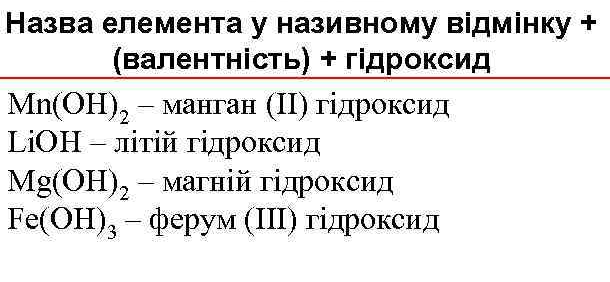 Назва елемента у називному відмінку +
(валентність) + гідроксид
Mn(OH)₂ – манган (II) гідроксид
LiOH – літій гідроксид
Mg(OH)₂ – магній гідроксид
Fe(OH)₃ – ферум (III) гідроксид